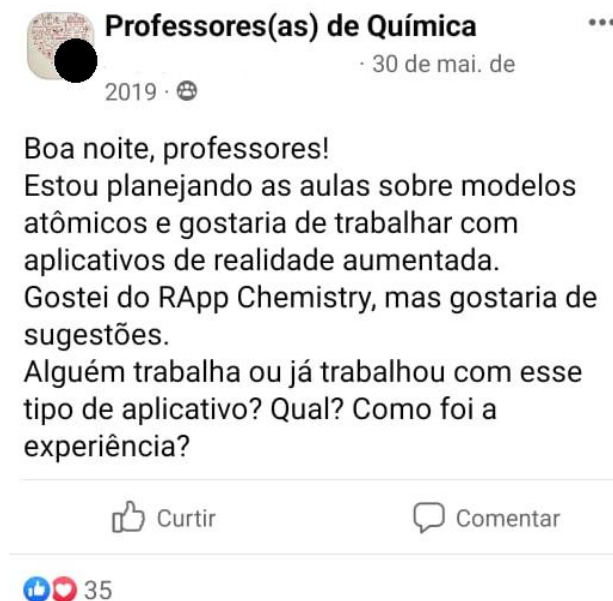 Professores(as) de Química
· 30 de mai. de
2019 ·
Boa noite, professores!
Estou planejando as aulas sobre modelos
atômicos e gostaria de trabalhar com
aplicativos de realidade aumentada.
Gostei do RApp Chemistry, mas gostaria de
sugestões.
Alguém trabalha ou já trabalhou com esse
tipo de aplicativo? Qual? Como foi a
experiência?
Curtir
Comentar
35